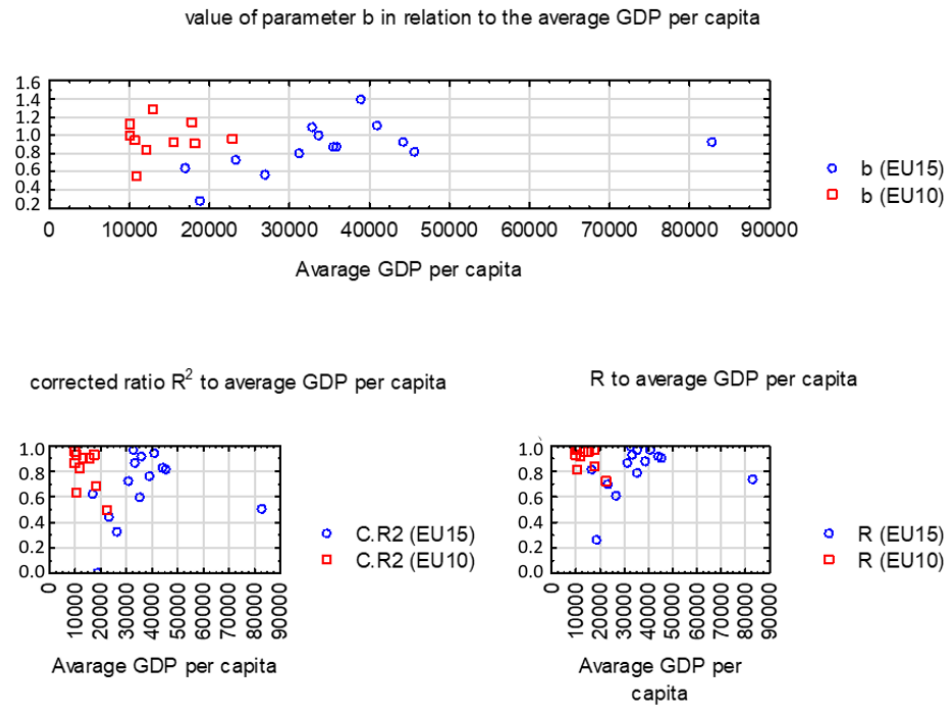 value of parameter b in relation to the average GDP per capita
1.6
1.4
1.2
1.0
0.8
0.6
0.4
0.2
0 10000 20000 30000 40000 50000 60000 70000 80000 90000
Avarage GDP per capita
b (EU15)
b (EU10)
corrected ratio R² to average GDP per capita
1.0
0.8
0.6
0.4
0.2
0.0
0 10000 20000 30000 40000 50000 60000 70000 80000 90000
Avarage GDP per capita
C.R2 (EU15)
C.R2 (EU10)
R to average GDP per capita
1.0
0.8
0.6
0.4
0.2
0.0
0 10000 20000 30000 40000 50000 60000 70000 80000 90000
Avarage GDP per
capita
R (EU15)
R (EU10)